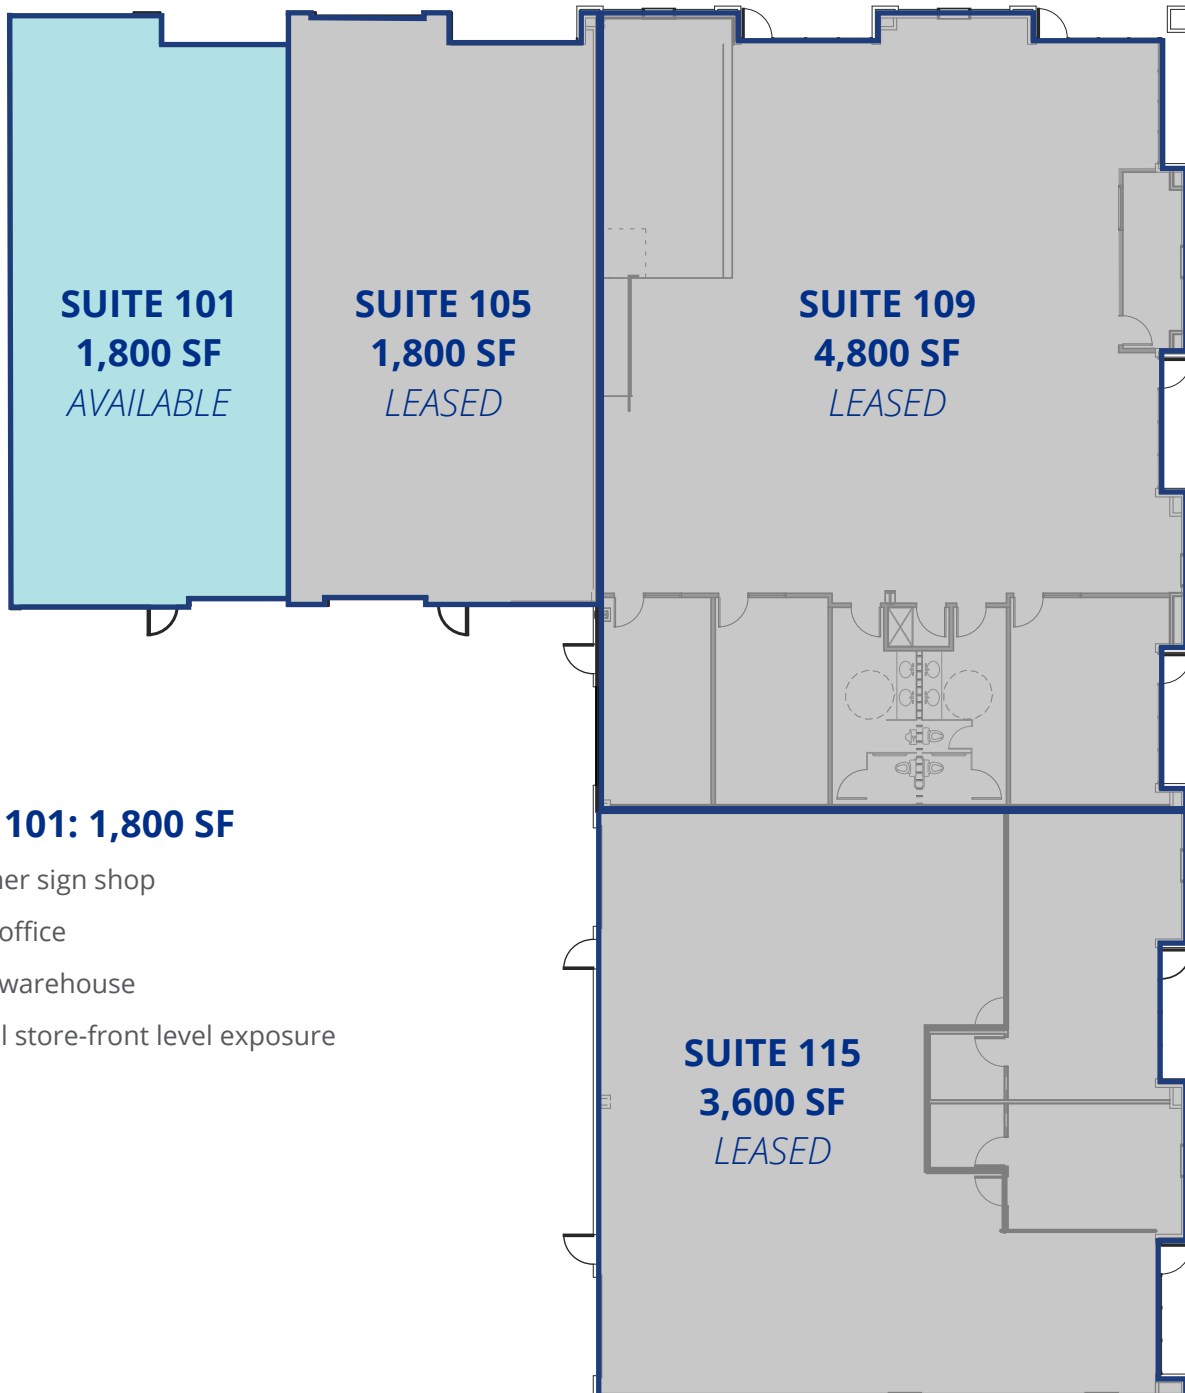 SUITE 101
1,800 SF
AVAILABLE
SUITE 105
1,800 SF
LEASED
SUITE 109
4,800 SF
LEASED
101: 1,800 SF
sign shop
office
warehouse
store-front level exposure
SUITE 115
3,600 SF
LEASED